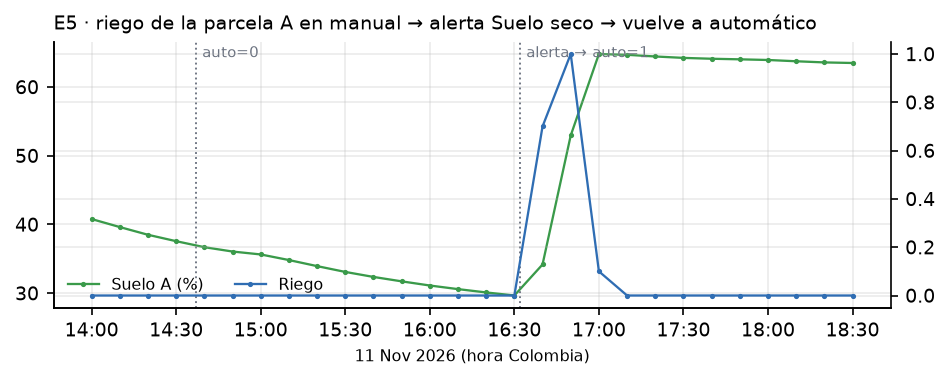 E5 · riego de la parcela A en manual → alerta Suelo seco → vuelve a automático
auto=0
alerta → auto=1
60
50
40
30
1.0
0.8
0.6
0.4
0.2
0.0
Suelo A (%)
Riego
14:00 14:30 15:00 15:30 16:00 16:30 17:00 17:30 18:00 18:30
11 Nov 2026 (hora Colombia)